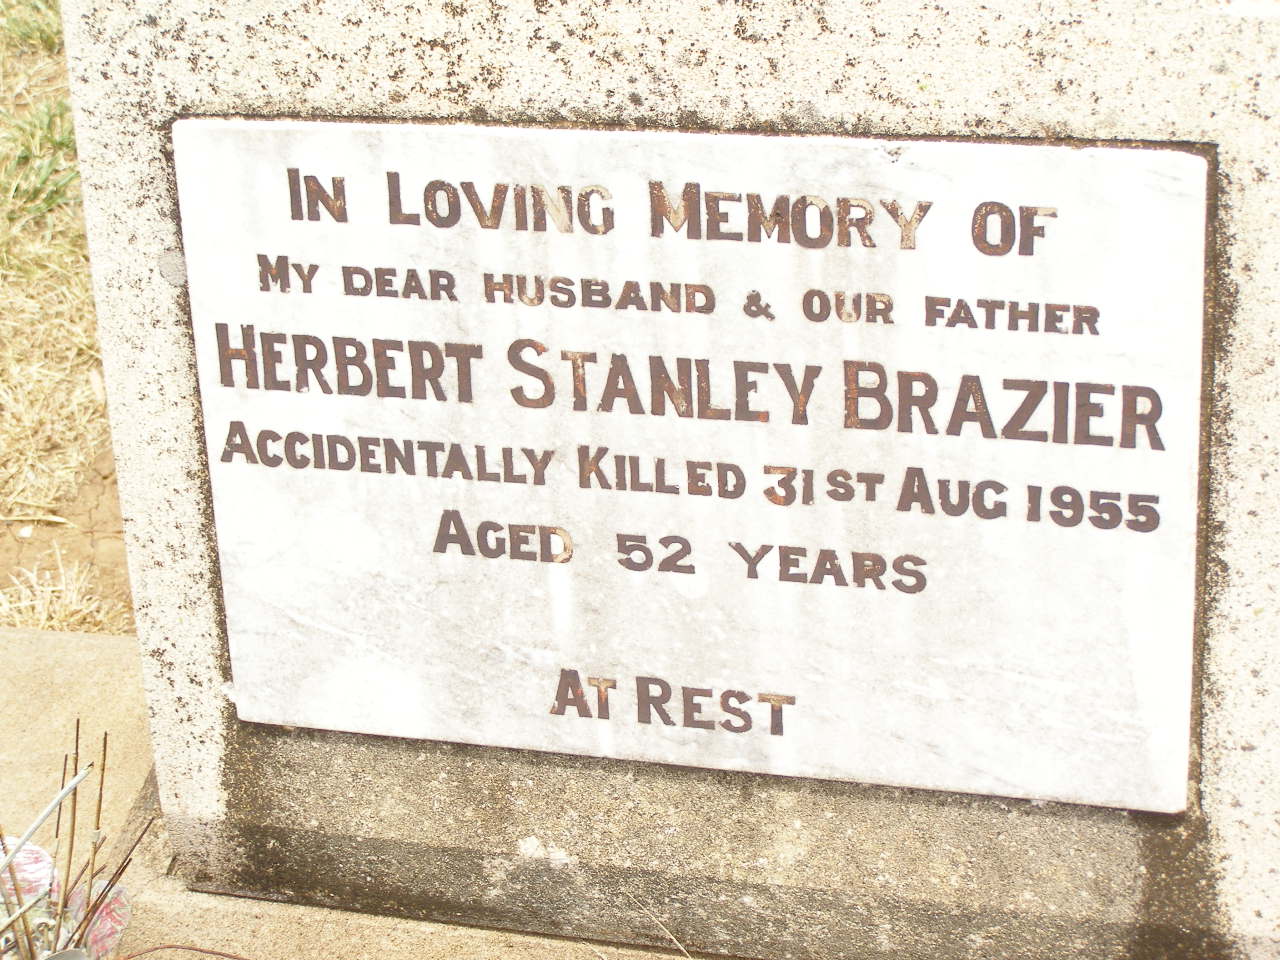 IN LOVING MEMORY OF
MY DEAR HUSBAND & OUR FATHER
HERBERT STANLEY BRAZIER
ACCIDENTALLY KILLED 31ST AUG 1955
AGED 52 YEARS
AT REST